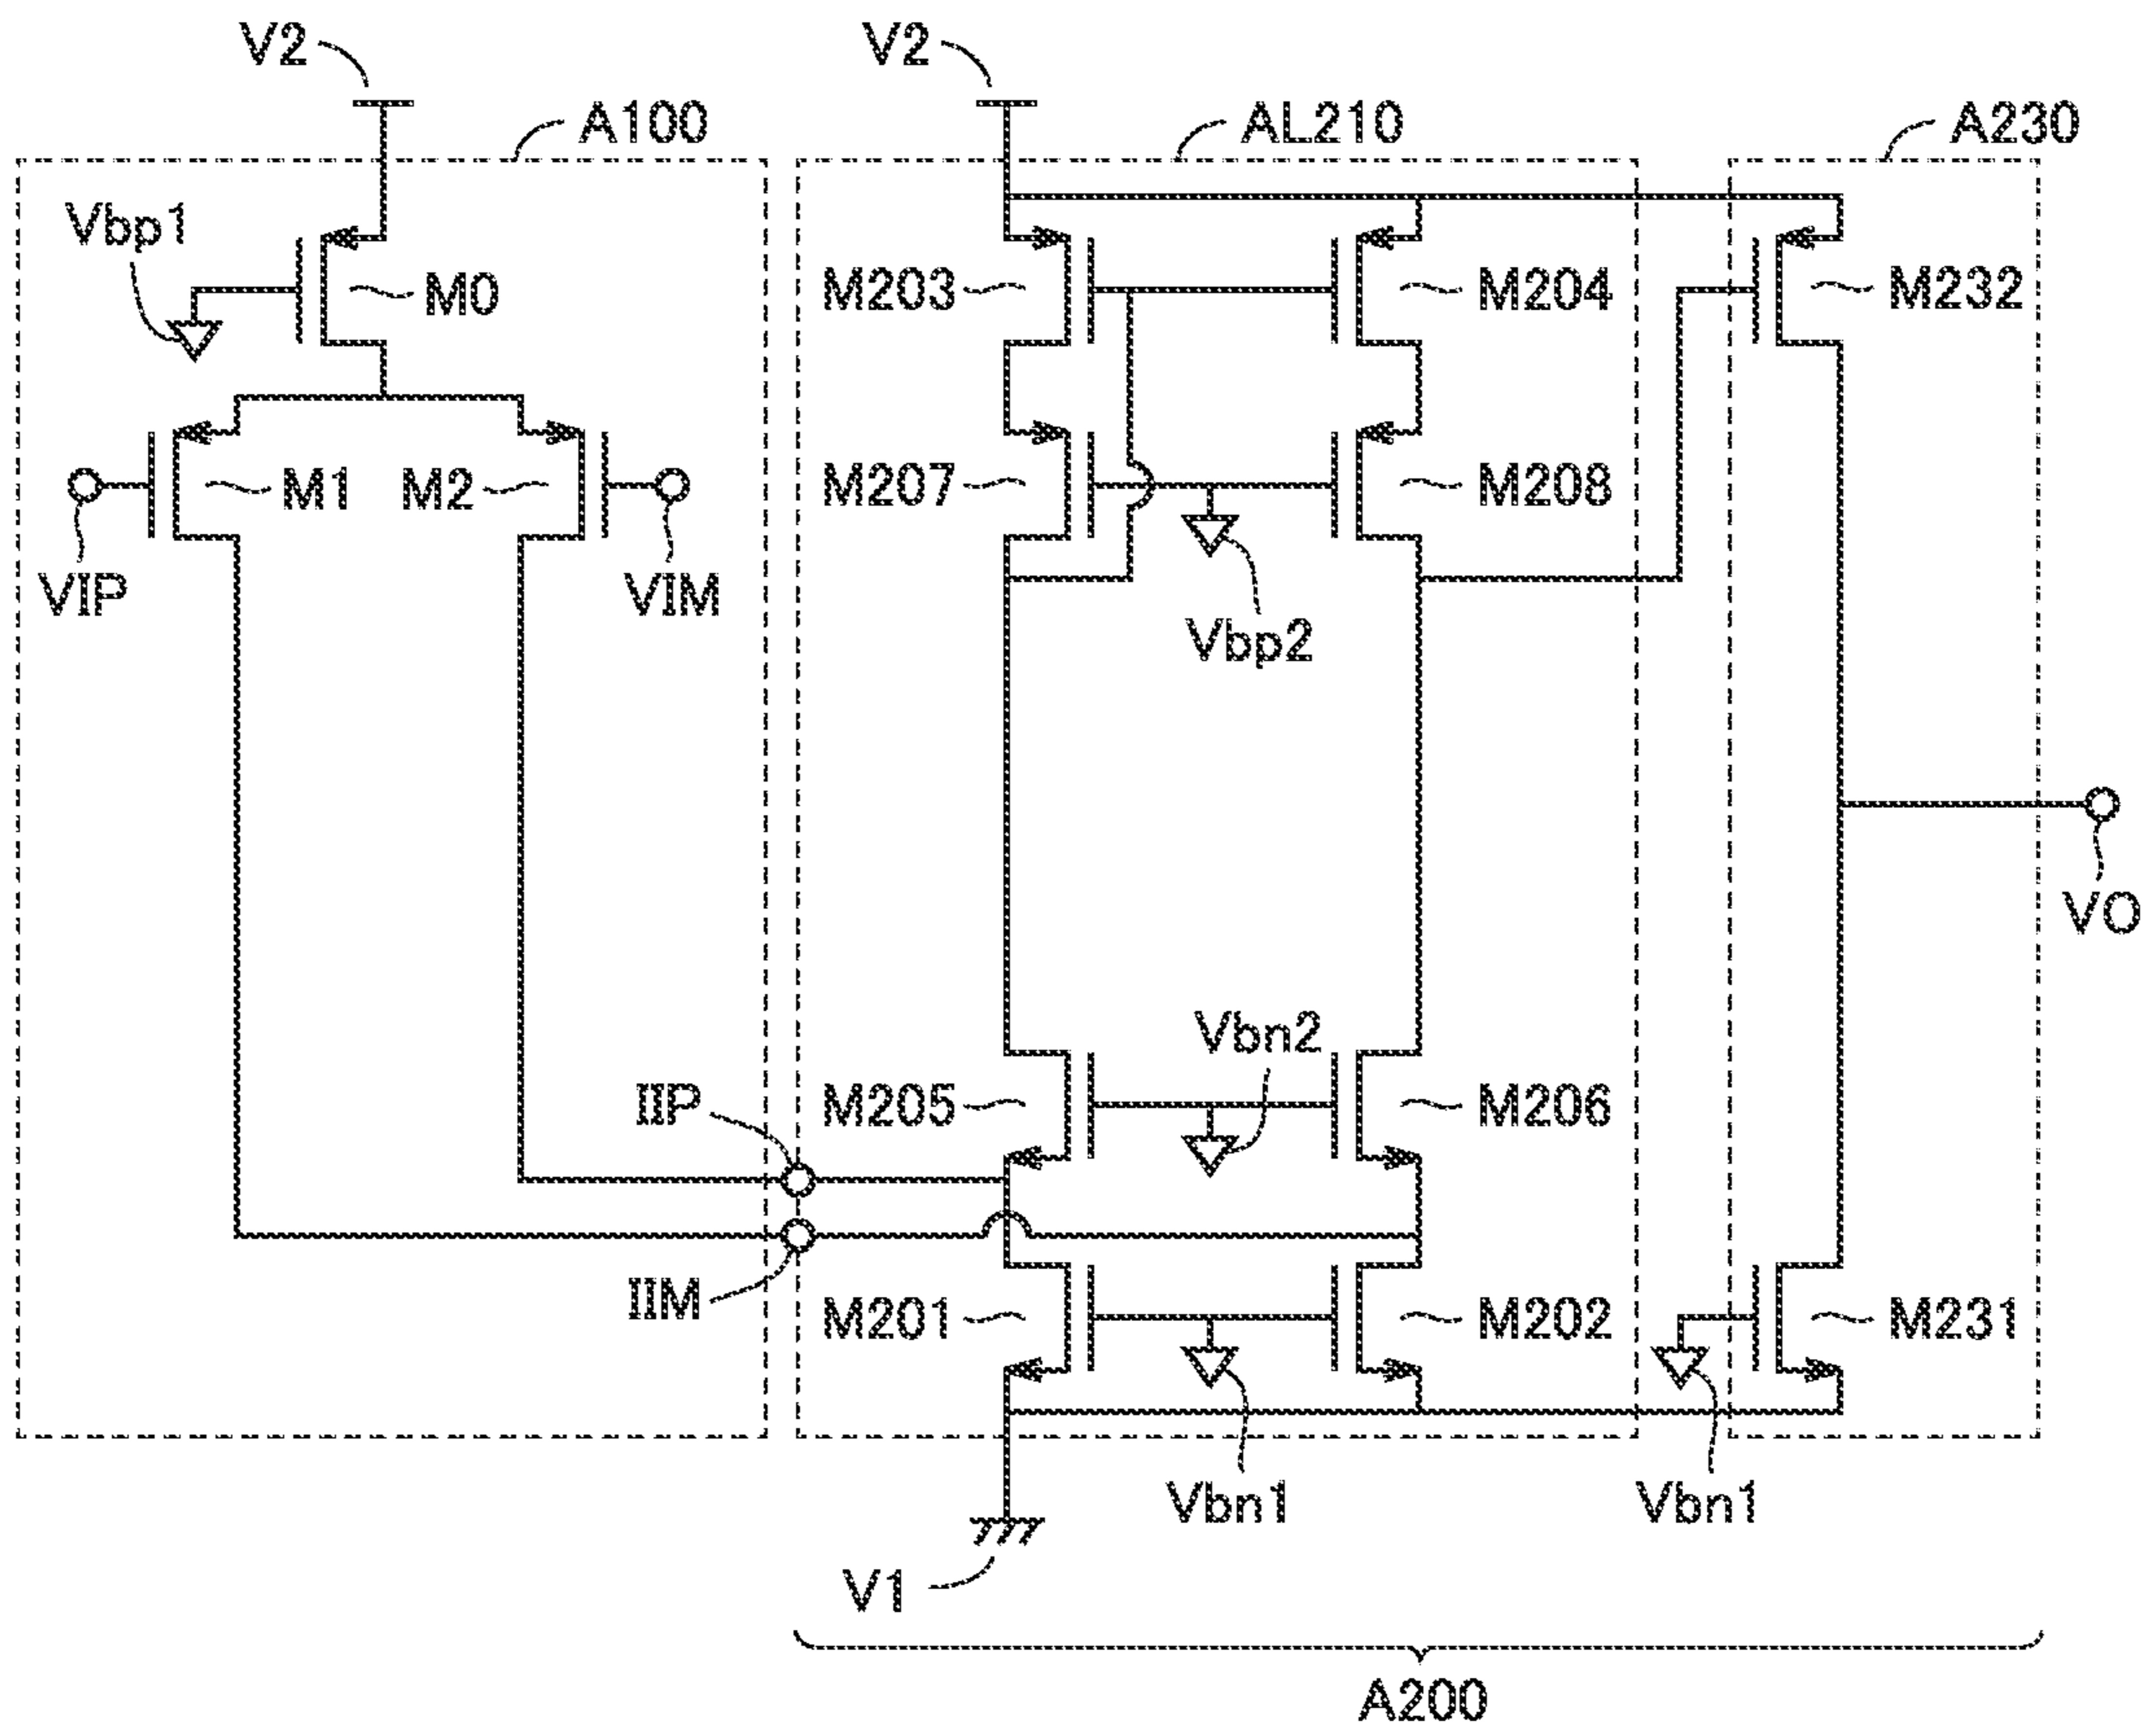 V2
V2
A100
AL210
A230
Vbp1
M0
M203
M204
M232
M1
M2
M207
M208
VIP
VIM
Vbp2
VO
Vbn2
IIP
M205
M206
IIM
M201
M202
M231
Vbn1
Vbn1
V1
A200